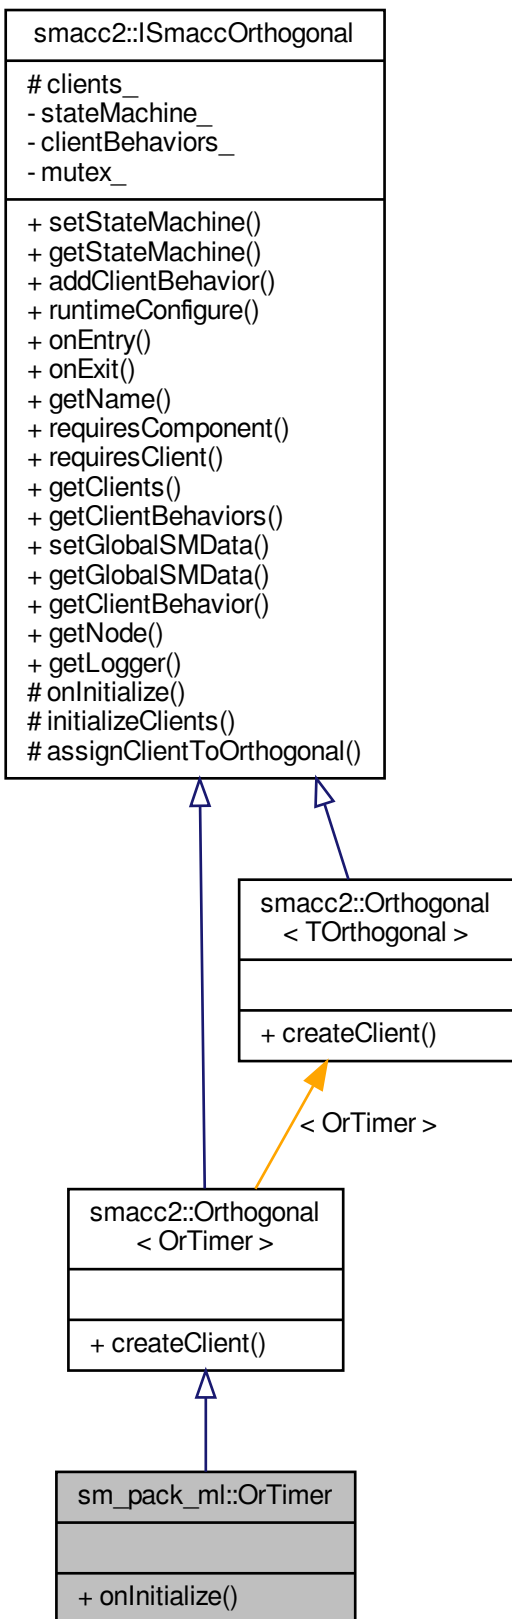 smacc2::ISmaccOrthogonal
# clients_
- stateMachine_
- clientBehaviors_
- mutex_
+ setStateMachine()
+ getStateMachine()
+ addClientBehavior()
+ runtimeConfigure()
+ onEntry()
+ onExit()
+ getName()
+ requiresComponent()
+ requiresClient()
+ getClients()
+ getClientBehaviors()
+ setGlobalSMData()
+ getGlobalSMData()
+ getClientBehavior()
+ getNode()
+ getLogger()
# onInitialize()
# initializeClients()
# assignClientToOrthogonal()
smacc2::Orthogonal
< TOrthogonal >
+ createClient()
< OrTimer >
smacc2::Orthogonal
< OrTimer >
+ createClient()
sm_pack_ml::OrTimer
+ onInitialize()